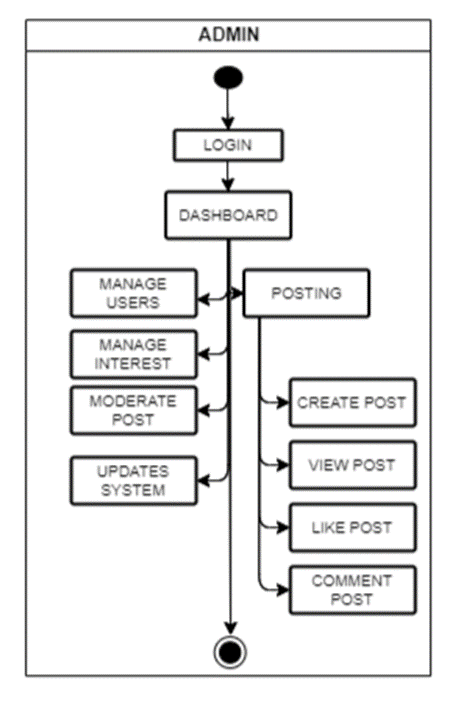 ADMIN
LOGIN
DASHBOARD
MANAGE
USERS
POSTING
MANAGE
INTEREST
MODERATE
POST
CREATE POST
UPDATES
SYSTEM
VIEW POST
LIKE POST
COMMENT
POST